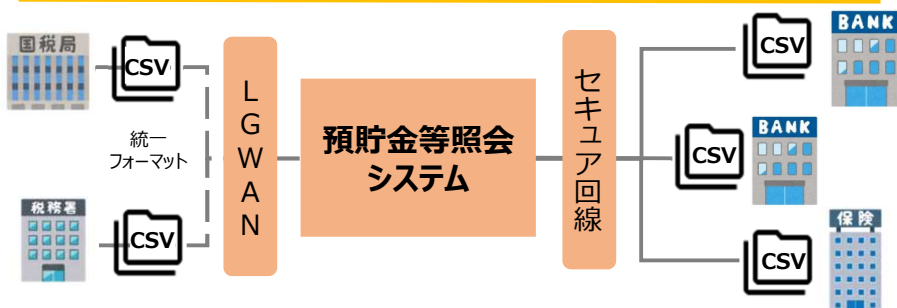 国税局
CSV
統一
フォーマット
税務署
CSV
LGWAN
預貯金等照会
システム
セキュア回線
BANK
CSV
BANK
CSV
保険
CSV